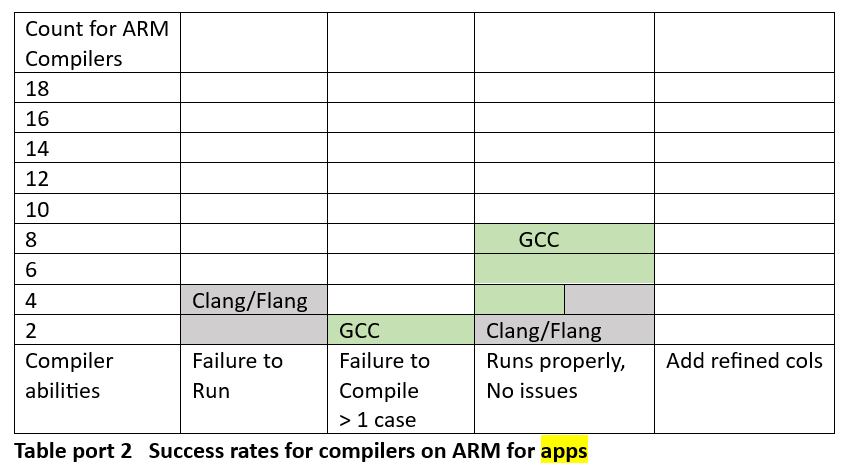 Count for ARM
Compilers
18
16
14
12
10
8 GCC
6
4 Clang/Flang
2 GCC Clang/Flang
Compiler
abilities
Failure to
Run
Failure to
Compile
> 1 case
Runs properly,
No issues
Add refined cols
Table port 2 Success rates for compilers on ARM for apps